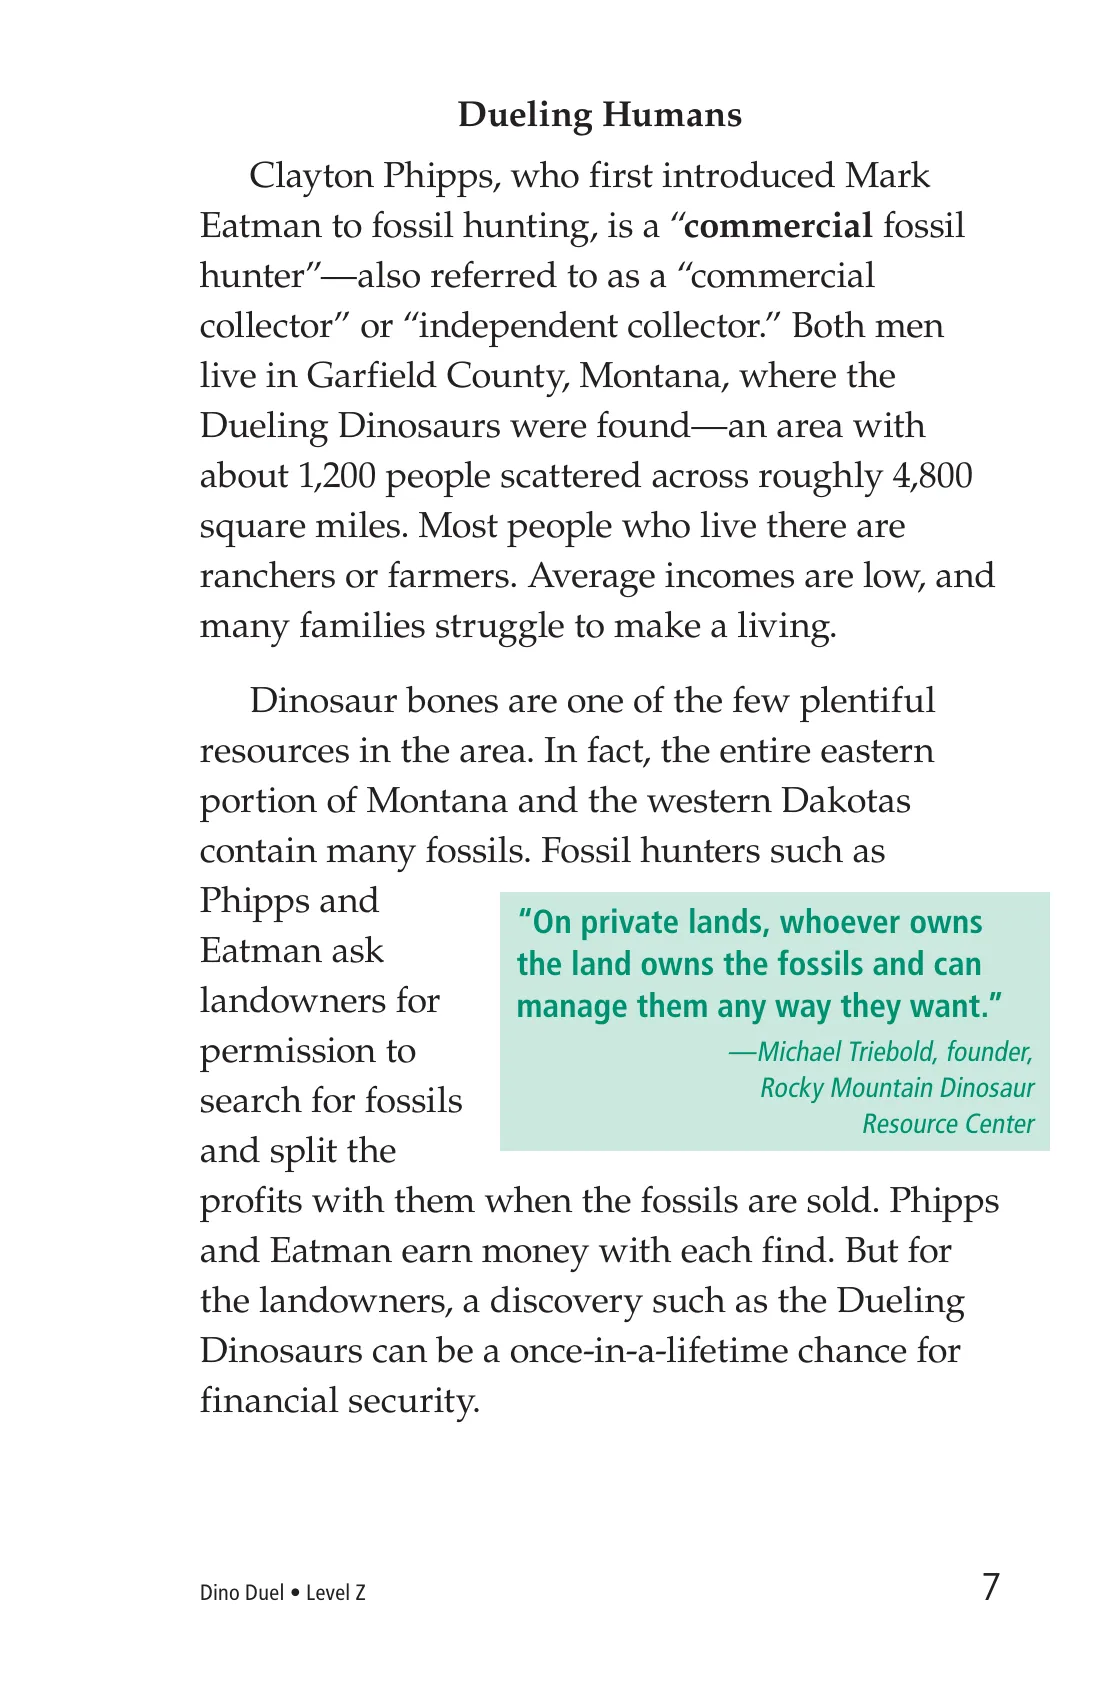 Dueling Humans
Clayton Phipps, who first introduced Mark
Eatman to fossil hunting, is a “commercial fossil
hunter”—also referred to as a “commercial
collector” or “independent collector.” Both men
live in Garfield County, Montana, where the
Dueling Dinosaurs were found—an area with
about 1,200 people scattered across roughly 4,800
square miles. Most people who live there are
ranchers or farmers. Average incomes are low, and
many families struggle to make a living.
Dinosaur bones are one of the few plentiful
resources in the area. In fact, the entire eastern
portion of Montana and the western Dakotas
contain many fossils. Fossil hunters such as
Phipps and
Eatman ask
landowners for
permission to
search for fossils
and split the
profits with them when the fossils are sold. Phipps
and Eatman earn money with each find. But for
the landowners, a discovery such as the Dueling
Dinosaurs can be a once-in-a-lifetime chance for
financial security.
“On private lands, whoever owns
the land owns the fossils and can
manage them any way they want.”
—Michael Triebold, founder,
Rocky Mountain Dinosaur
Resource Center
Dino Duel • Level Z
7